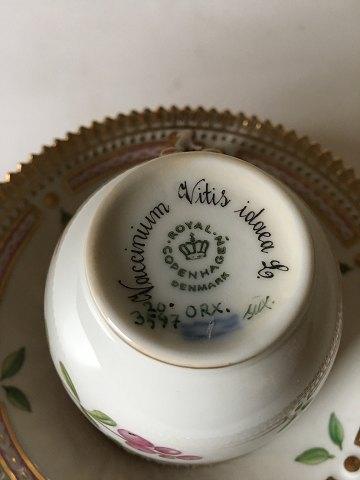 Vaccinium Vitis idaea L
ROYAL
COPENHAGEN
DENMARK
20. ORX.
3597